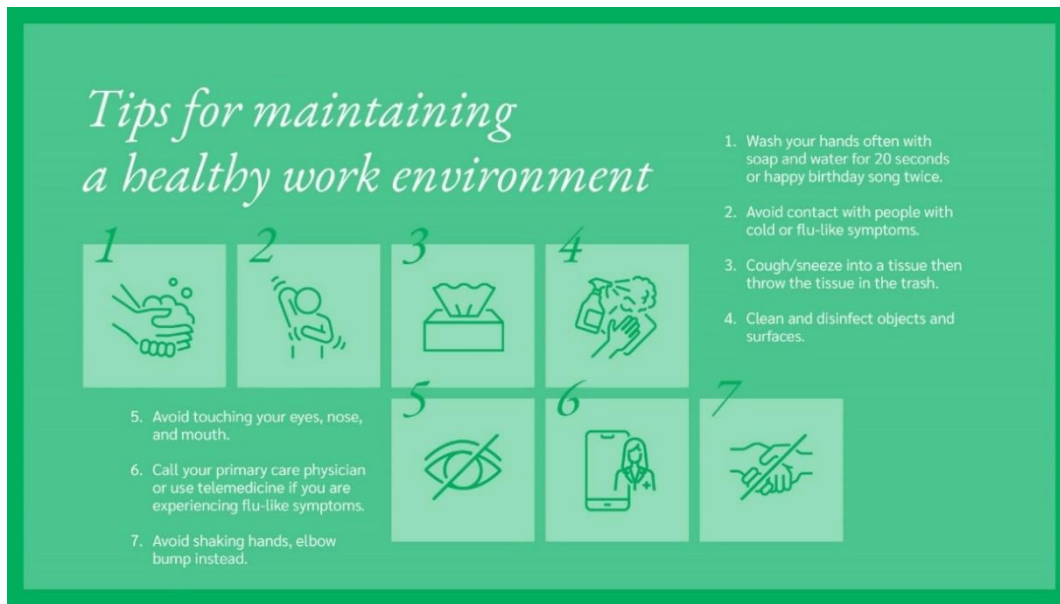 Tips for maintaining
a healthy work environment
1
2
3
4
1. Wash your hands often with
soap and water for 20 seconds
or happy birthday song twice.
2. Avoid contact with people with
cold or flu-like symptoms.
3. Cough/sneeze into a tissue then
throw the tissue in the trash.
4. Clean and disinfect objects and
surfaces.
5. Avoid touching your eyes, nose,
and mouth.
6. Call your primary care physician
or use telemedicine if you are
experiencing flu-like symptoms.
7. Avoid shaking hands, elbow
bump instead.
5
6
7